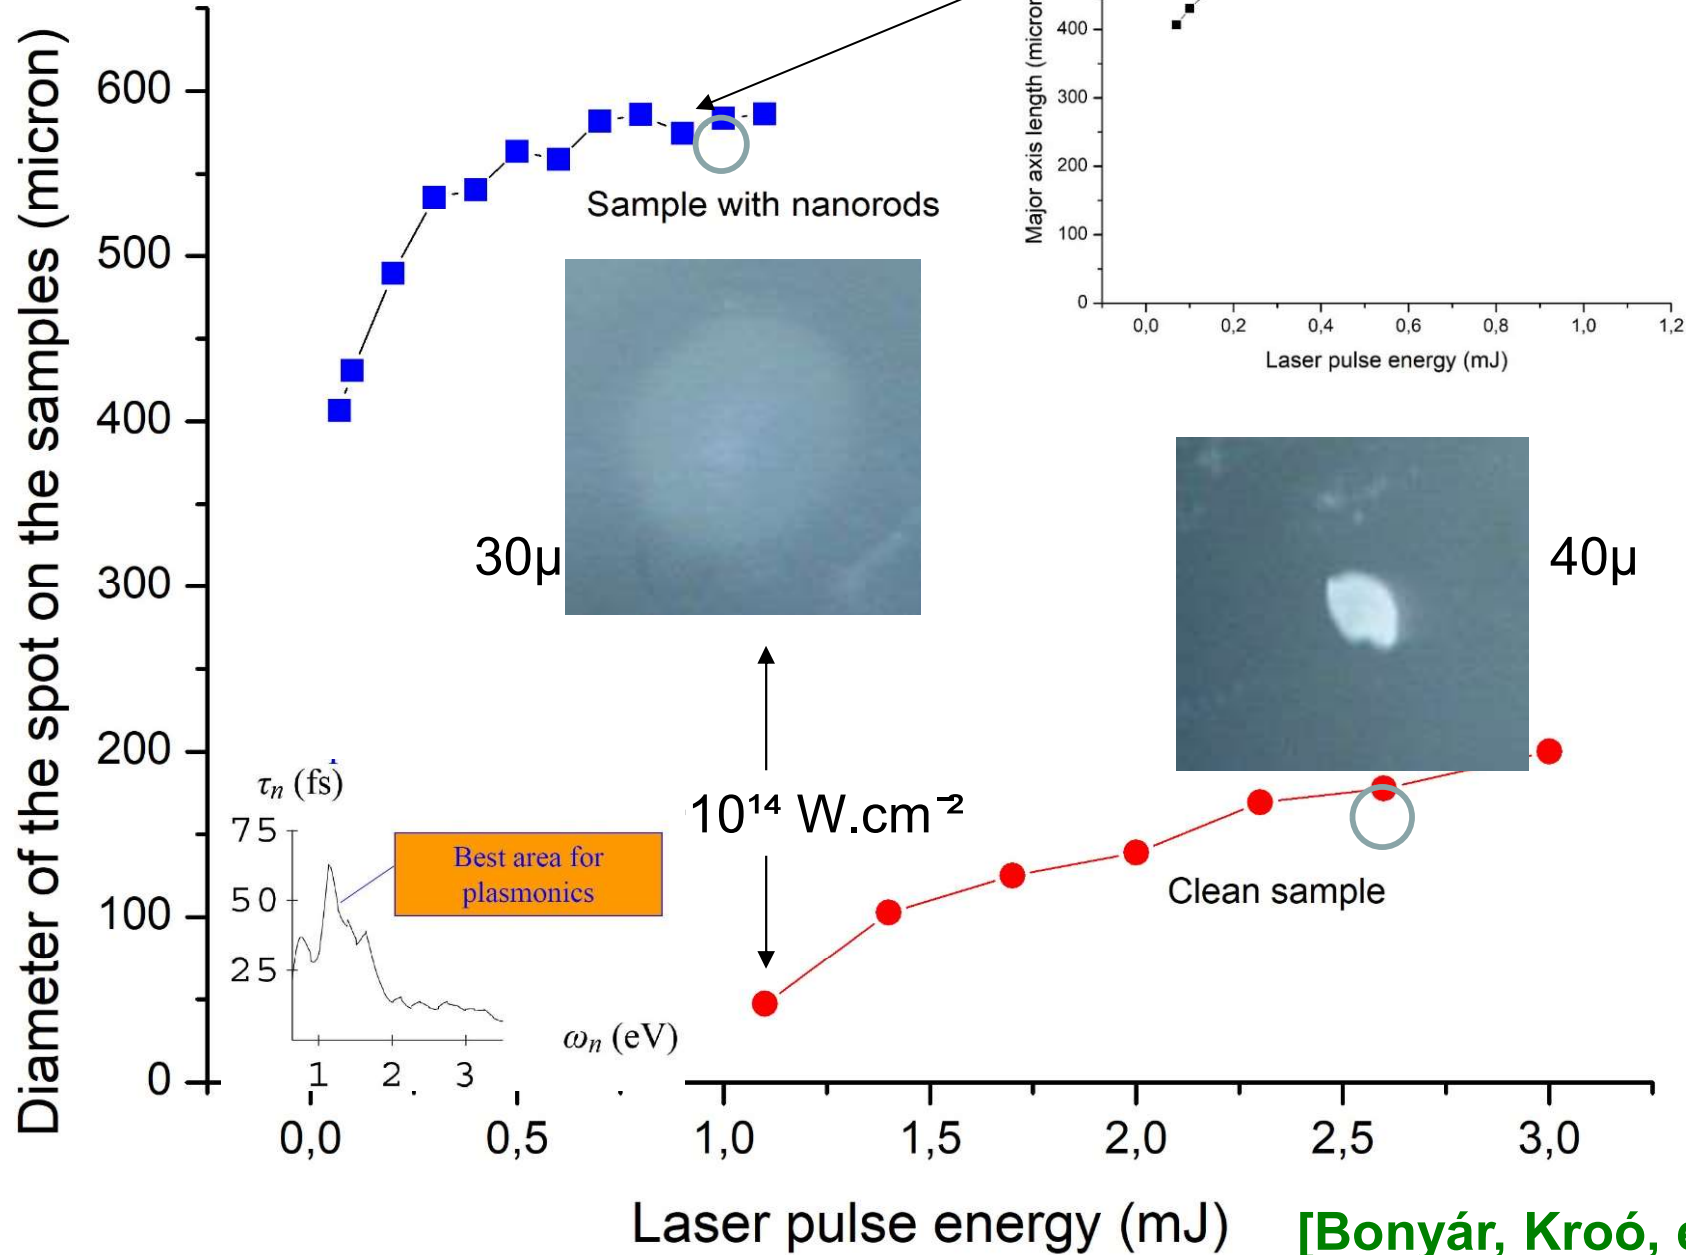 Diameter of the spot on the samples (micron)
600
500
400
300
200
100
0
0,0
0,5
1,0
1,5
2,0
2,5
3,0
Laser pulse energy (mJ)
Sample with nanorods
30µ
10¹⁴ W.cm⁻²
40µ
Clean sample
Major axis length (micron
400
300
200
100
0
0,0
0,2
0,4
0,6
0,8
1,0
1,2
Laser pulse energy (mJ)
τn (fs)
75
50
25
Best area for
plasmonics
1
2
3
ωn (eV)
[Bonyár, Kroó, e